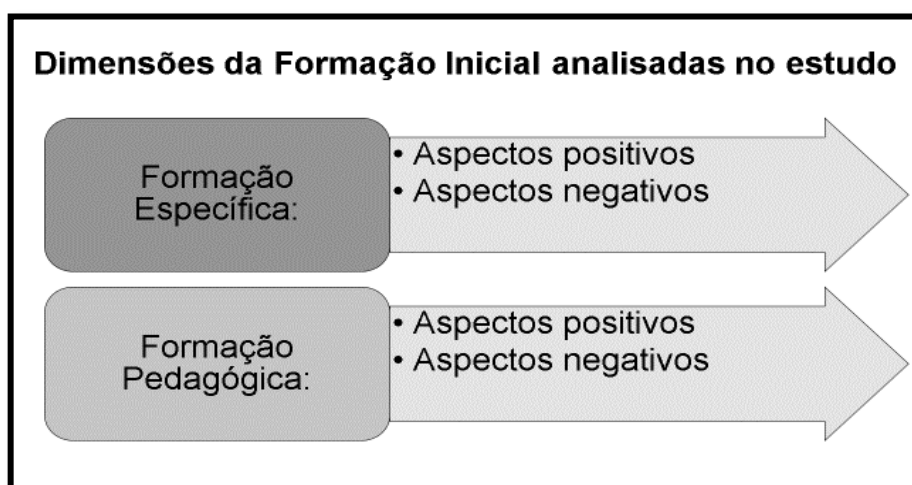 Dimensões da Formação Inicial analisadas no estudo
Formação
Específica:
• Aspectos positivos
• Aspectos negativos
Formação
Pedagógica:
• Aspectos positivos
• Aspectos negativos